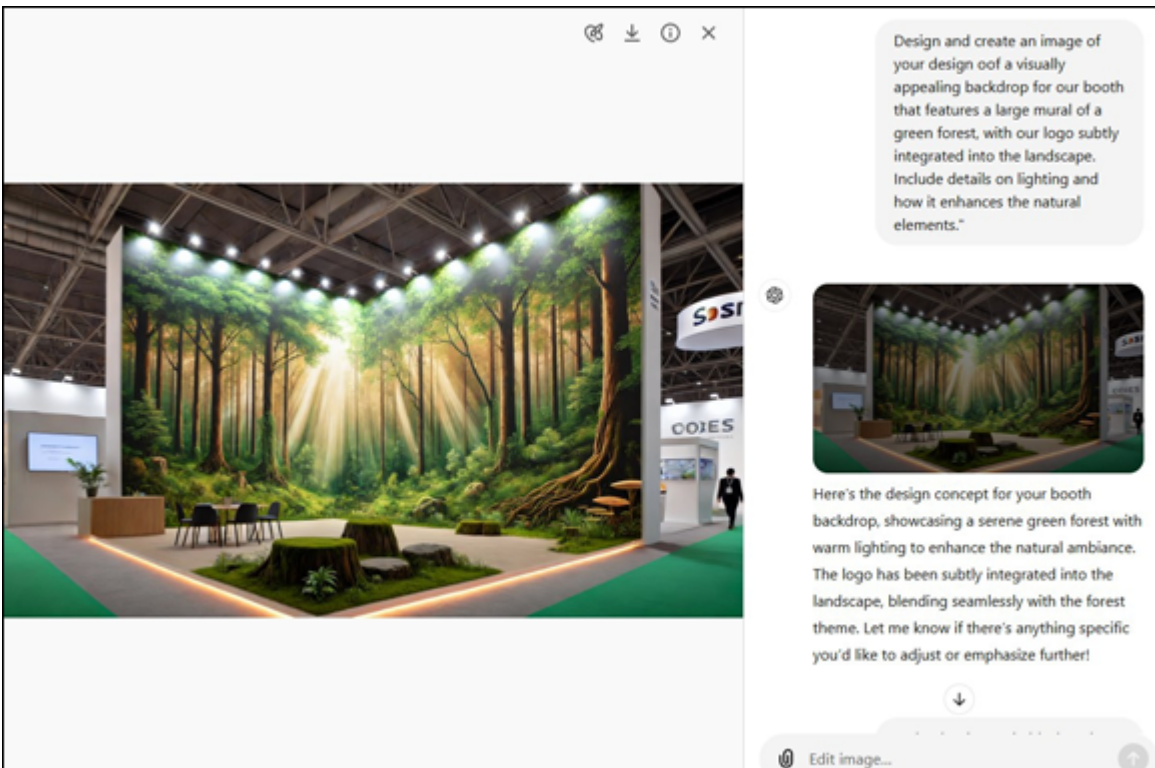 Design and create an image of
your design oof a visually
appealing backdrop for our booth
that features a large mural of a
green forest, with our logo subtly
integrated into the landscape.
Include details on lighting and
how it enhances the natural
elements."
Sosr
COIES
Here's the design concept for your booth
backdrop, showcasing a serene green forest with
warm lighting to enhance the natural ambiance.
The logo has been subtly integrated into the
landscape, blending seamlessly with the forest
theme. Let me know if there's anything specific
you'd like to adjust or emphasize further!
Edit image...